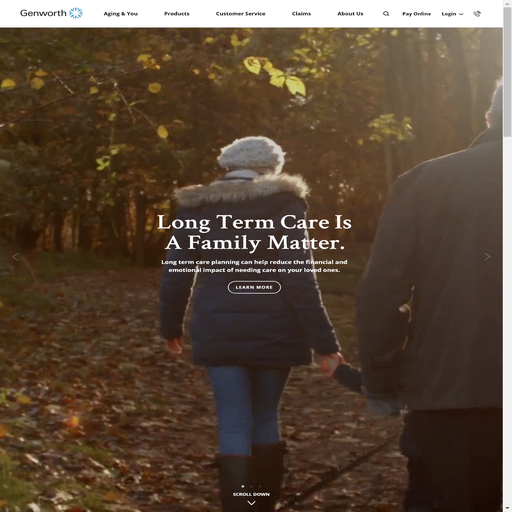 Genworth
Aging & You
Products
Customer Service
Claims
About Us
Pay Online
Login
Long Term Care Is
A Family Matter.
Long term care planning can help reduce the financial and
emotional impact of needing care on your loved ones.
LEARN MORE
SCROLL DOWN